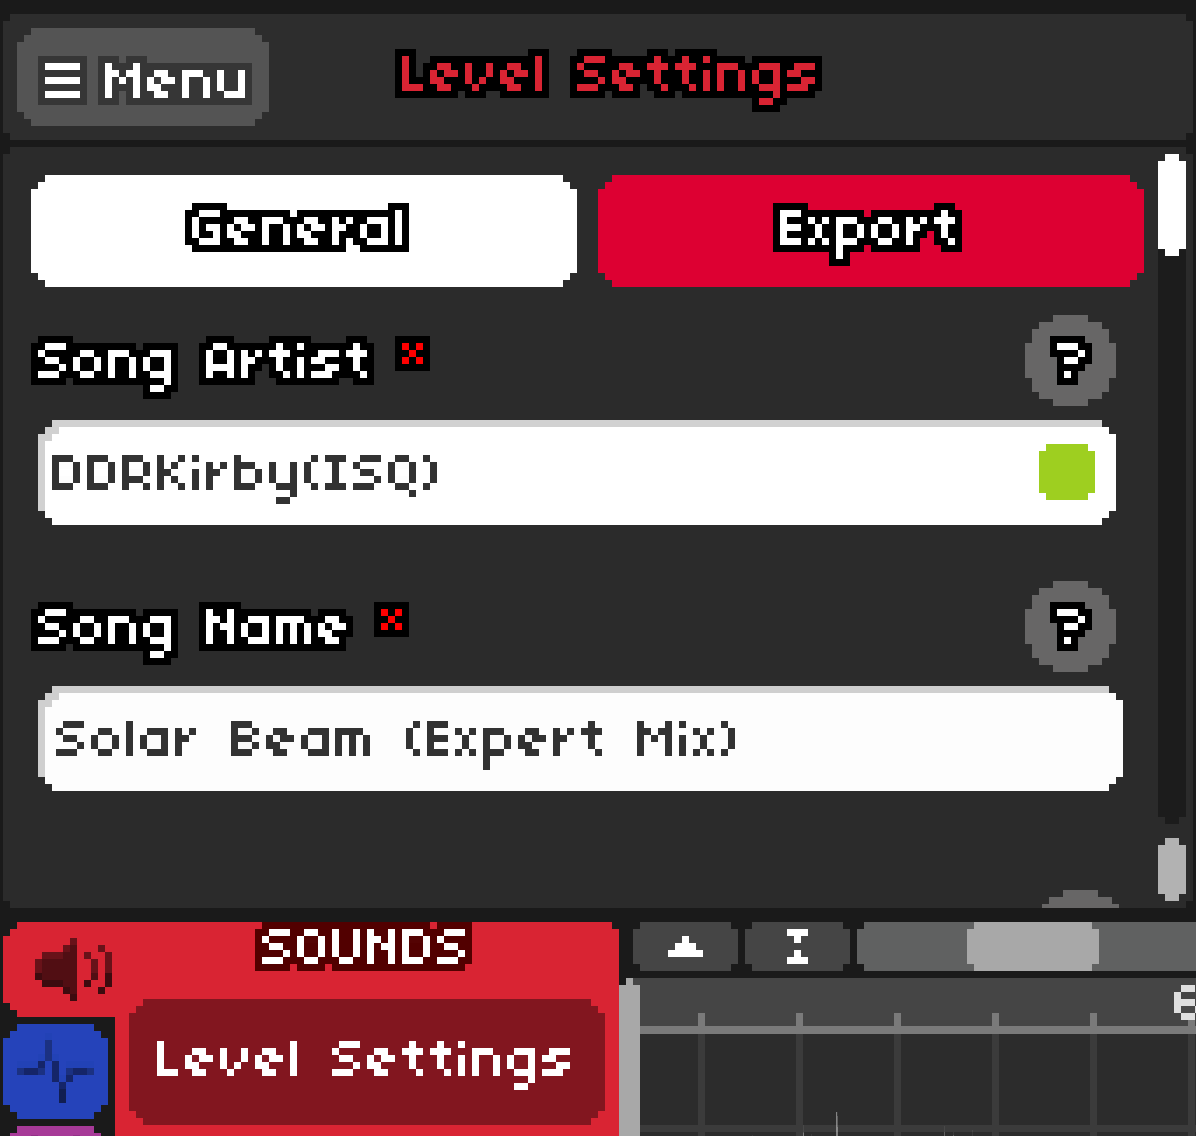 ☰ Menu
Level Settings
General
Export
Song Artist *
?
DDRKirby(ISQ)
Song Name *
?
Solar Beam (Expert Mix)
SOUNDS
Level Settings